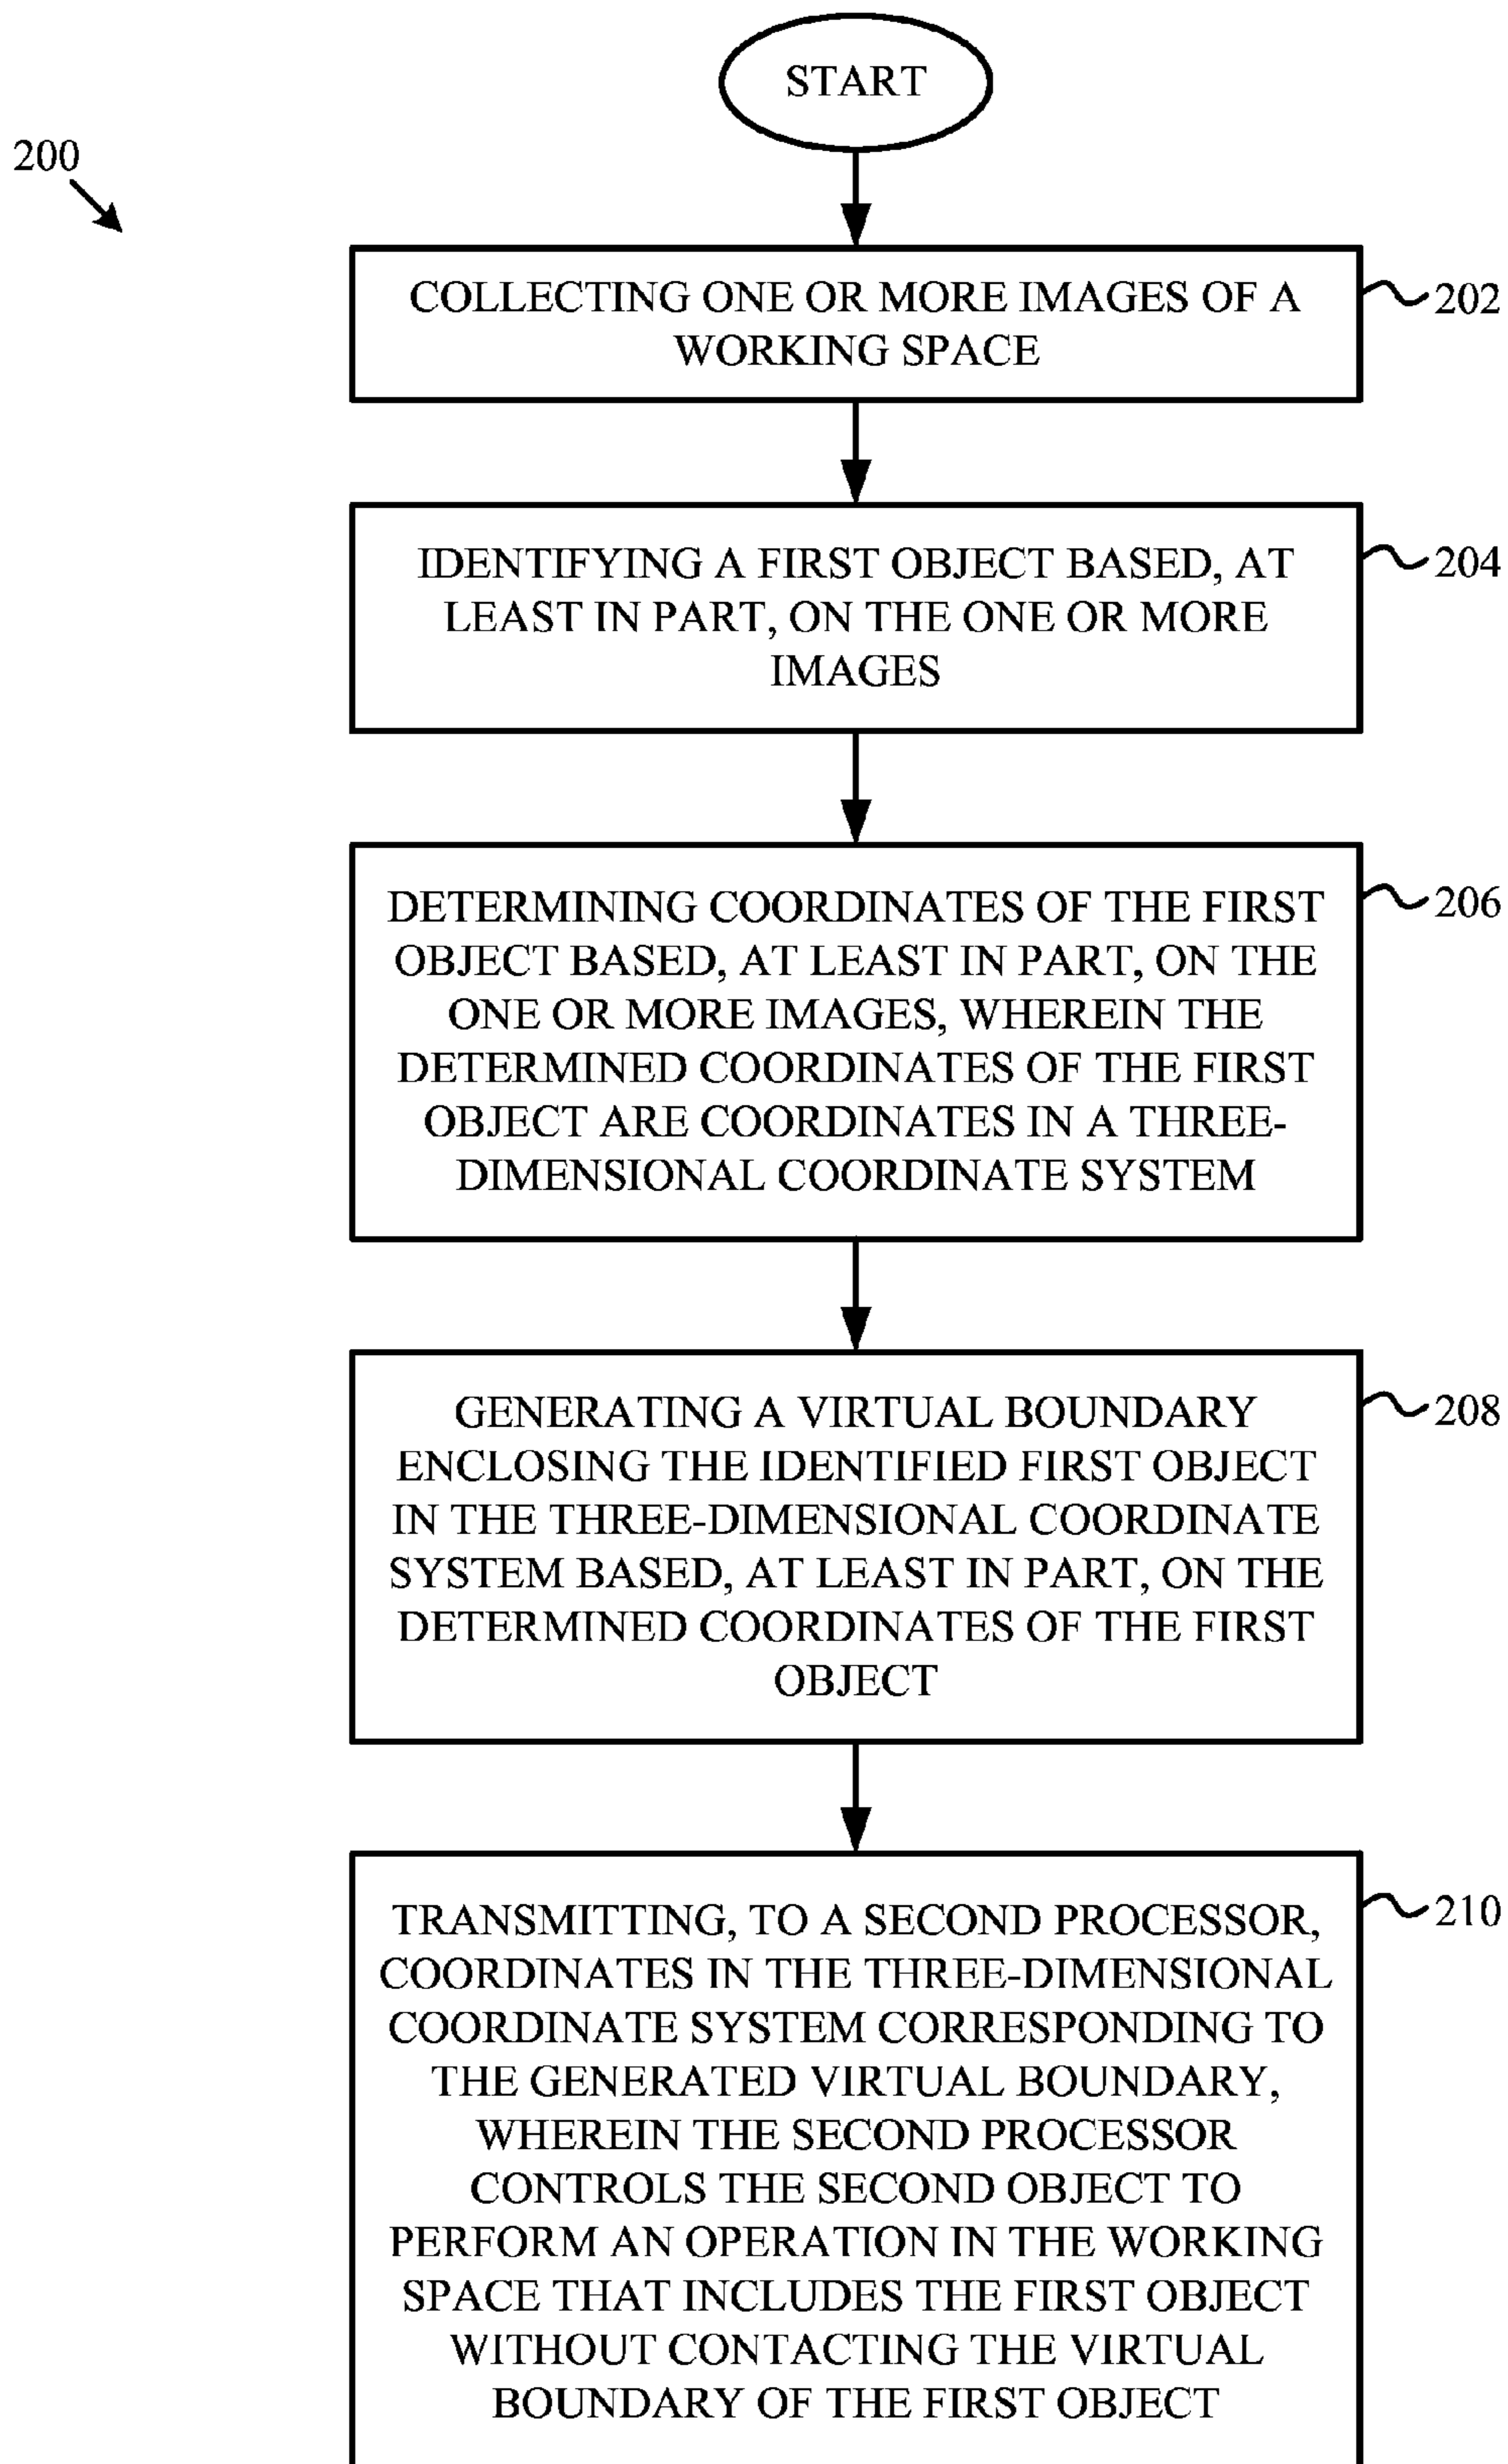 START
200
COLLECTING ONE OR MORE IMAGES OF A
WORKING SPACE
202
IDENTIFYING A FIRST OBJECT BASED, AT
LEAST IN PART, ON THE ONE OR MORE
IMAGES
204
DETERMINING COORDINATES OF THE FIRST
OBJECT BASED, AT LEAST IN PART, ON THE
ONE OR MORE IMAGES, WHEREIN THE
DETERMINED COORDINATES OF THE FIRST
OBJECT ARE COORDINATES IN A THREE-
DIMENSIONAL COORDINATE SYSTEM
206
GENERATING A VIRTUAL BOUNDARY
ENCLOSING THE IDENTIFIED FIRST OBJECT
IN THE THREE-DIMENSIONAL COORDINATE
SYSTEM BASED, AT LEAST IN PART, ON THE
DETERMINED COORDINATES OF THE FIRST
OBJECT
208
TRANSMITTING, TO A SECOND PROCESSOR,
COORDINATES IN THE THREE-DIMENSIONAL
COORDINATE SYSTEM CORRESPONDING TO
THE GENERATED VIRTUAL BOUNDARY,
WHEREIN THE SECOND PROCESSOR
CONTROLS THE SECOND OBJECT TO
PERFORM AN OPERATION IN THE WORKING
SPACE THAT INCLUDES THE FIRST OBJECT
WITHOUT CONTACTING THE VIRTUAL
BOUNDARY OF THE FIRST OBJECT
210